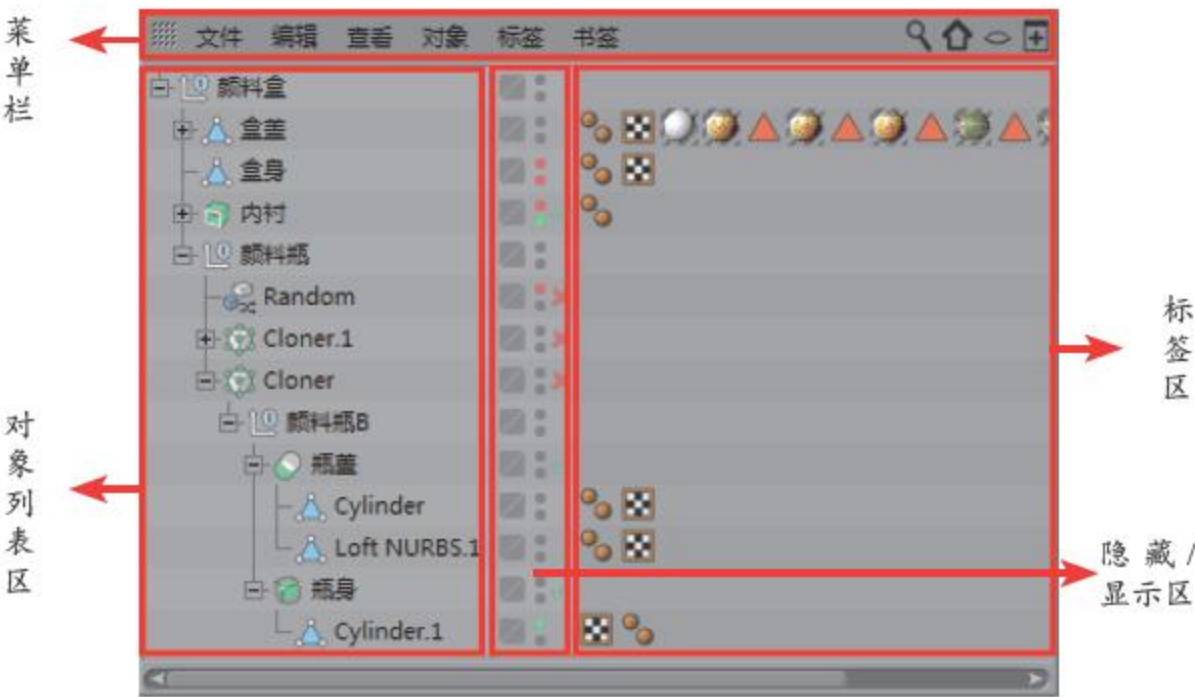 菜单栏
文件 编辑 查看 对象 标签 书签
颜料盒
盒盖
盒身
内衬
颜料瓶
Random
Cloner.1
Cloner
颜料瓶B
瓶盖
Cylinder
Loft NURBS.1
瓶身
Cylinder.1
对象列表区
标签区
隐藏/
显示区